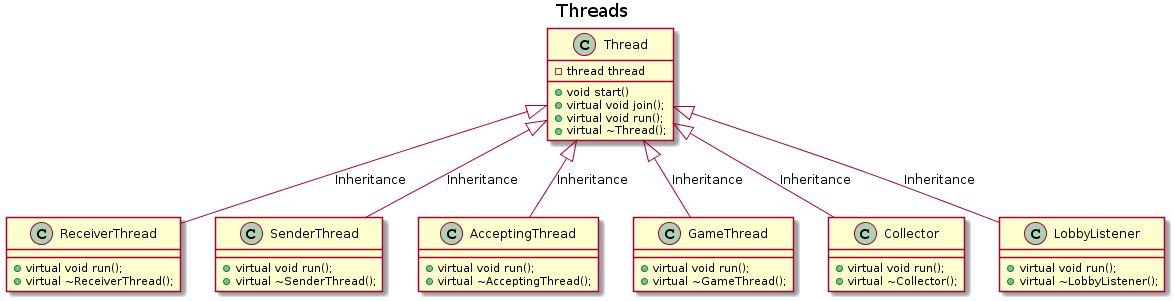 Threads
C Thread
thread thread
void start()
virtual void join();
virtual void run();
virtual ~Thread();
Inheritance Inheritance Inheritance Inheritance Inheritance Inheritance
C ReceiverThread
virtual void run();
virtual ~ReceiverThread();
C SenderThread
virtual void run();
virtual ~SenderThread();
C AcceptingThread
virtual void run();
virtual ~AcceptingThread();
C GameThread
virtual void run();
virtual ~GameThread();
C Collector
virtual void run();
virtual ~Collector();
C LobbyListener
virtual void run();
virtual ~LobbyListener();